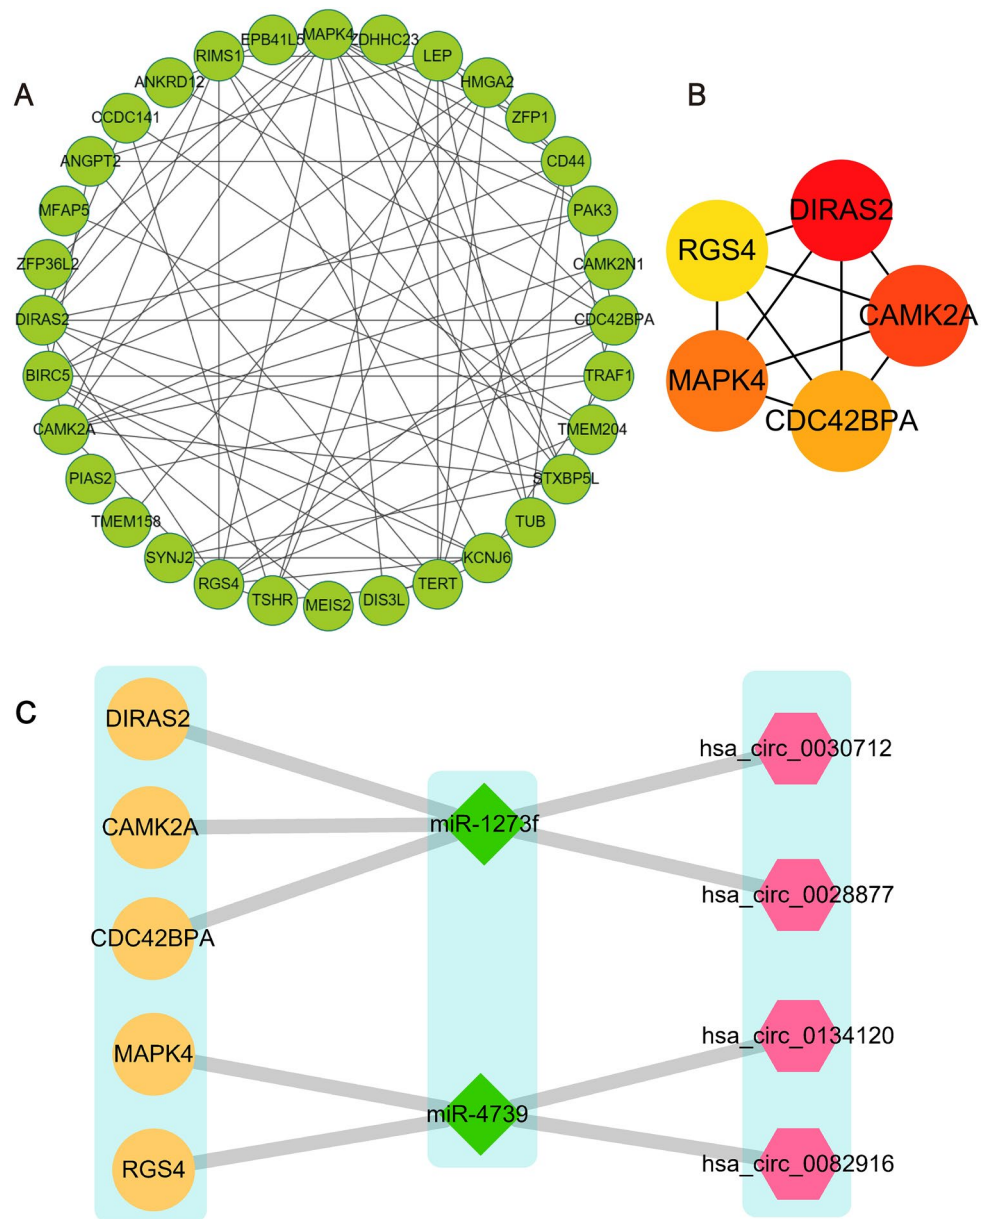 A
EPB41L5
MAPK4
ZDHHC23
RIMS1
LEP
ANKRD12
HMGA2
CCDC141
ZFP1
ANGPT2
CD44
MFAP5
PAK3
ZFP36L2
CAMK2N1
DIRAS2
CDC42BPA
BIRC5
TRAF1
CAMK2A
TMEM204
PIAS2
STXBP5L
TMEM158
TUB
SYNJ2
KCNJ6
RGS4
TERT
TSHR
MEIS2
DIS3L
B
DIRAS2
RGS4
CAMK2A
MAPK4
CDC42BPA
C
DIRAS2
CAMK2A
CDC42BPA
MAPK4
RGS4
miR-1273f
miR-4739
hsa_circ_0030712
hsa_circ_0028877
hsa_circ_0134120
hsa_circ_0082916